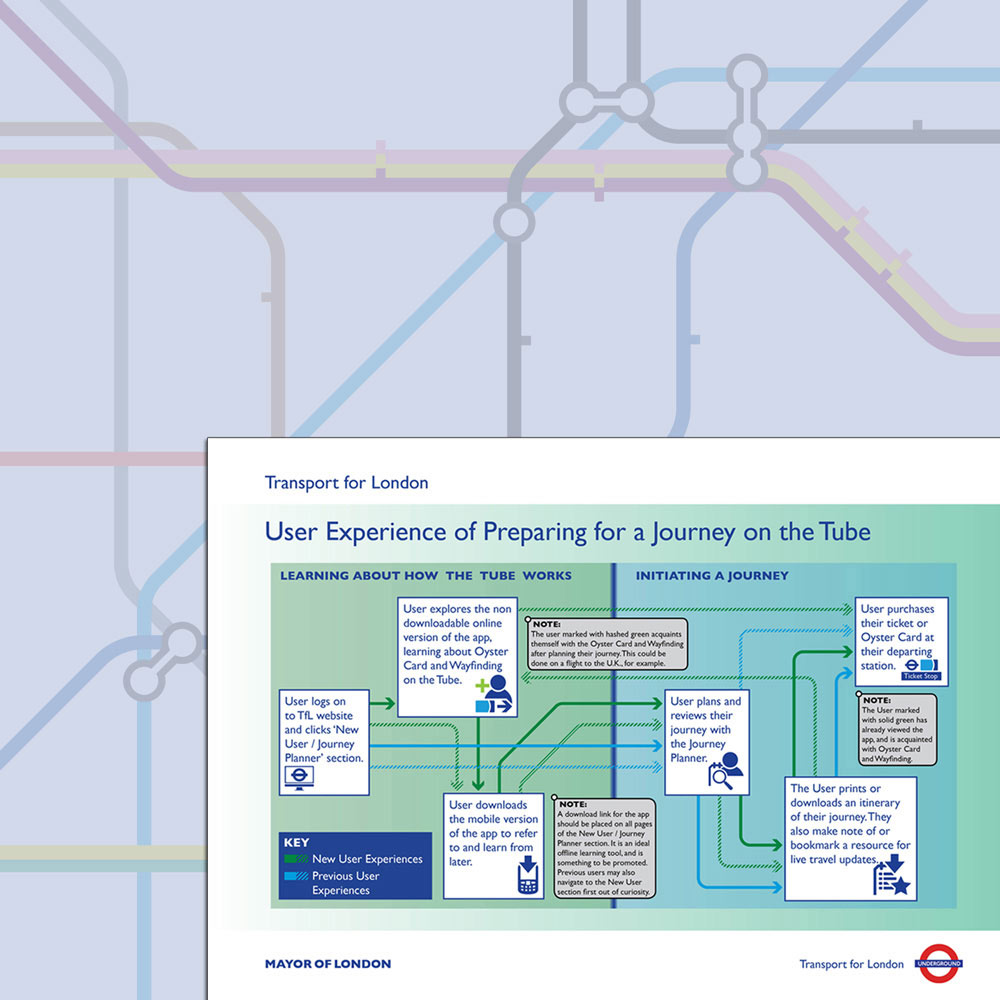 Transport for London
User Experience of Preparing for a Journey on the Tube
LEARNING ABOUT HOW THE TUBE WORKS
INITIATING A JOURNEY
User explores the non
downloadable online
version of the app,
learning about Oyster
Card and Wayfinding
on the Tube.
NOTE:
The user marked with hashed green acquaints
themself with the Oyster Card and Wayfinding
after planning their journey. This could be
done on a flight to the U.K., for example.
User purchases
their ticket or
Oyster Card at
their departing
station.
Ticket Stop
User logs on
to TfL website
and clicks ‘New
User / Journey
Planner’ section.
User plans and
reviews their
journey with
the Journey
Planner.
NOTE:
The User marked
with solid green has
already viewed the
app, and is acquainted
with Oyster Card
and Wayfinding.
User downloads
the mobile version
of the app to refer
to and learn from
later.
NOTE:
A download link for the app
should be placed on all pages
of the New User / Journey
Planner section. It is an ideal
offline learning tool, and is
something to be promoted.
Previous users may also
navigate to the New User
section first out of curiosity.
The User prints or
downloads an itinerary
of their journey. They
also make note of or
bookmark a resource for
live travel updates.
KEY
New User Experiences
Previous User
Experiences
MAYOR OF LONDON
Transport for London
UNDERGROUND